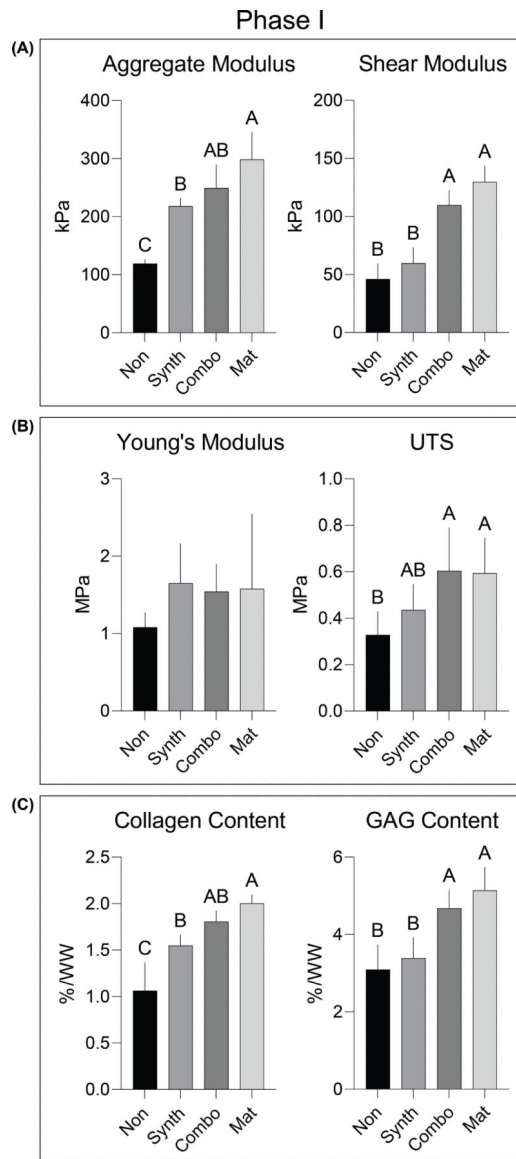 Phase I
(A)
Aggregate Modulus
400
300
200
100
0
kPa
C
B
AB
A
Non
Synth
Combo
Mat
Shear Modulus
200
150
100
50
0
kPa
B
B
A
A
Non
Synth
Combo
Mat
(B)
Young's Modulus
3
2
1
0
MPa
Non
Synth
Combo
Mat
UTS
1.0
0.8
0.6
0.4
0.2
0.0
MPa
B
AB
A
A
Non
Synth
Combo
Mat
(C)
Collagen Content
2.5
2.0
1.5
1.0
0.5
0.0
%/WW
C
B
AB
A
Non
Synth
Combo
Mat
GAG Content
6
4
2
0
%/WW
B
B
A
A
Non
Synth
Combo
Mat